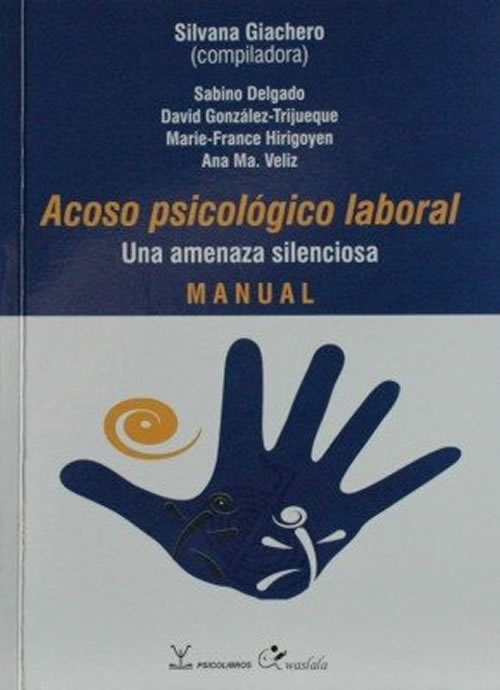 Silvana Giachero
(compiladora)
Sabino Delgado
David González-Trijueque
Marie-France Hirigoyen
Ana Ma. Veliz
Acoso psicológico laboral
Una amenaza silenciosa
MANUAL
PSICOLIBROS waslala